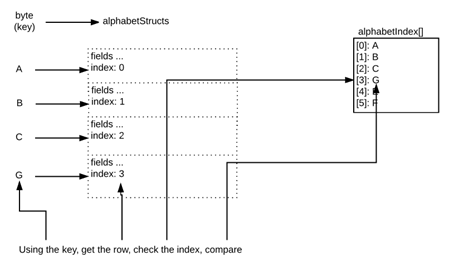 byte
(key)
alphabetStructs
alphabetIndex[]
[0]: A
[1]: B
[2]: C
[3]: G
[4]:
[5]: F
A
fields ...
index: 0
B
fields ...
index: 1
C
fields ...
index: 2
G
fields ...
index: 3
Using the key, get the row, check the index, compare